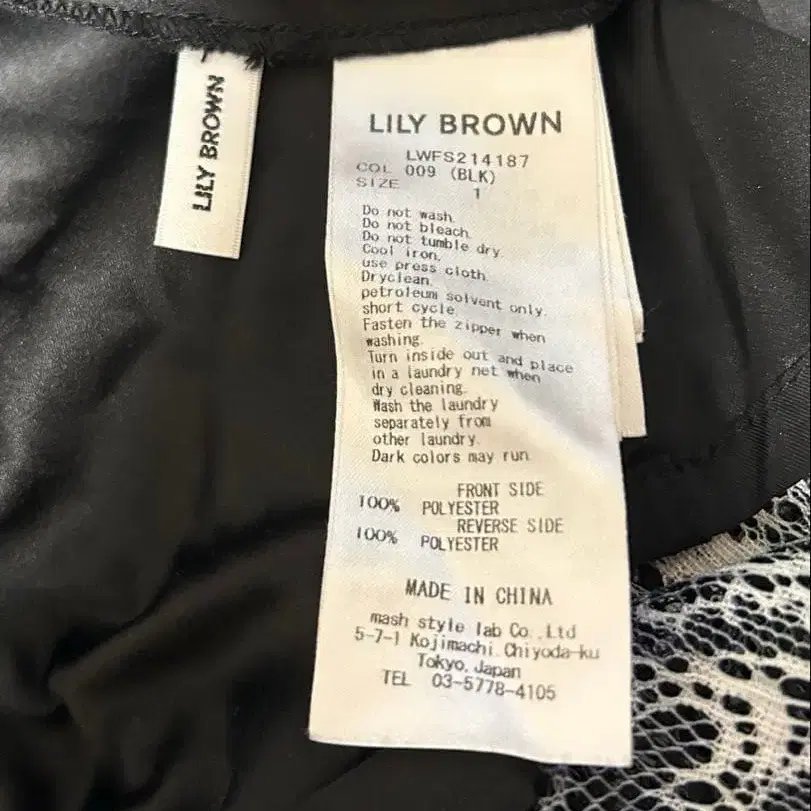 LILY BROWN
LILY BROWN
LWFS214187
COL 009 (BLK)
SIZE 1
Do not wash.
Do not bleach.
Do not tumble dry.
Cool iron.
use press cloth.
Dryclean.
petroleum solvent only.
short cycle.
Fasten the zipper when
washing.
Turn inside out and place
in a laundry net when
dry cleaning.
Wash the laundry
separately from
other laundry.
Dark colors may run.
FRONT SIDE
100% POLYESTER
REVERSE SIDE
100% POLYESTER
MADE IN CHINA
mash style lab Co.,Ltd
5-7-1 Kojimachi.Chiyoda-ku
Tokyo.Japan
TEL 03-5778-4105